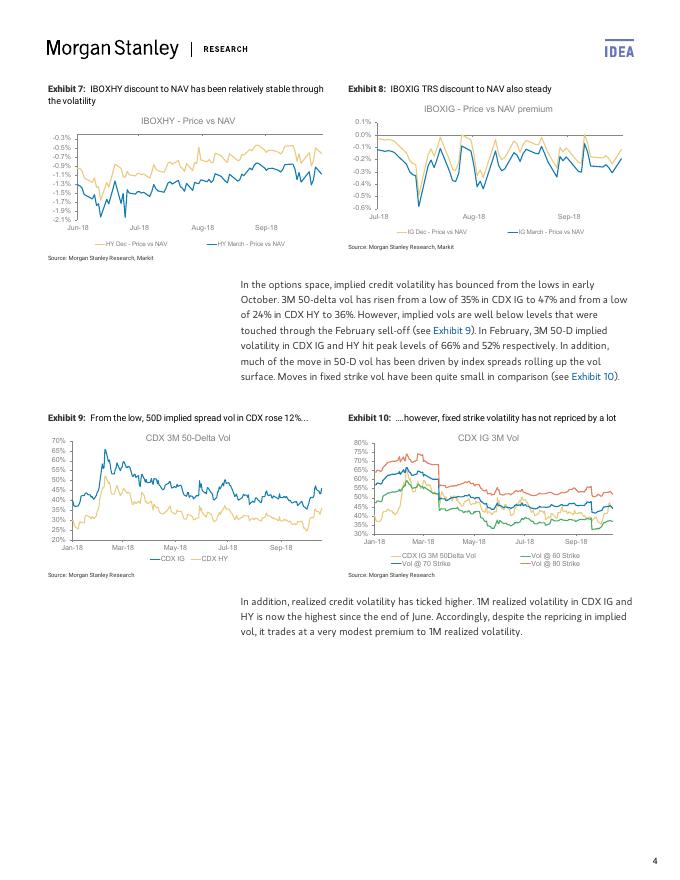 Morgan Stanley | RESEARCH
IDEA
Exhibit 7: IBOXHY discount to NAV has been relatively stable through
the volatility
IBOXHY - Price vs NAV
-0.3%
-0.5%
-0.7%
-0.9%
-1.1%
-1.3%
-1.5%
-1.7%
-1.9%
-2.1%
Jun-18 Jul-18 Aug-18 Sep-18
HY Dec - Price vs NAV HY March - Price vs NAV
Source: Morgan Stanley Research, Markit
Exhibit 8: IBOXIG TRS discount to NAV also steady
IBOXIG - Price vs NAV premium
0.1%
0.0%
-0.1%
-0.2%
-0.3%
-0.4%
-0.5%
-0.6%
Jul-18 Aug-18 Sep-18
IG Dec - Price vs NAV IG March - Price vs NAV
Source: Morgan Stanley Research, Markit
In the options space, implied credit volatility has bounced from the lows in early
October. 3M 50-delta vol has risen from a low of 35% in CDX IG to 47% and from a low
of 24% in CDX HY to 36%. However, implied vols are well below levels that were
touched through the February sell-off (see Exhibit 9). In February, 3M 50-D implied
volatility in CDX IG and HY hit peak levels of 66% and 52% respectively. In addition,
much of the move in 50-D vol has been driven by index spreads rolling up the vol
surface. Moves in fixed strike vol have been quite small in comparison (see Exhibit 10).
Exhibit 9: From the low, 50D implied spread vol in CDX rose 12%...
CDX 3M 50-Delta Vol
70%
65%
60%
55%
50%
45%
40%
35%
30%
25%
20%
Jan-18 Mar-18 May-18 Jul-18 Sep-18
CDX IG CDX HY
Source: Morgan Stanley Research
Exhibit 10: ....however, fixed strike volatility has not repriced by a lot
CDX IG 3M Vol
80%
75%
70%
65%
60%
55%
50%
45%
40%
35%
30%
Jan-18 Mar-18 May-18 Jul-18 Sep-18
CDX IG 3M 50Delta Vol Vol @ 60 Strike
Vol @ 70 Strike Vol @ 80 Strike
Source: Morgan Stanley Research
In addition, realized credit volatility has ticked higher. 1M realized volatility in CDX IG and
HY is now the highest since the end of June. Accordingly, despite the repricing in implied
vol, it trades at a very modest premium to 1M realized volatility.
4